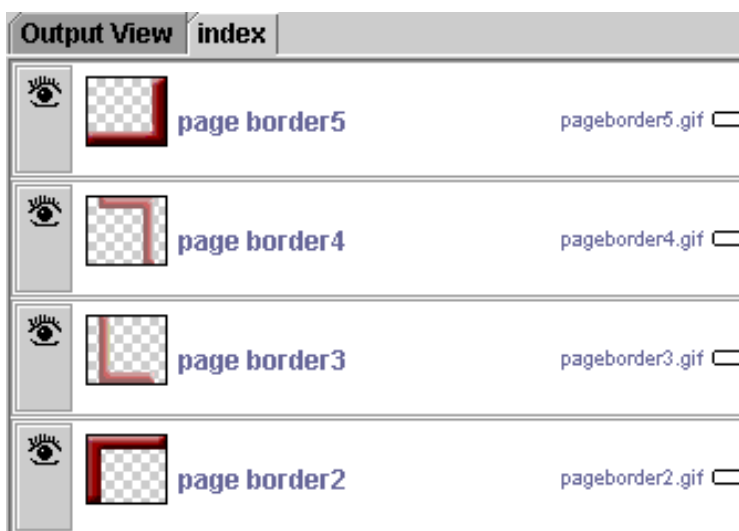 Output View index
page border5 pageborder5.gif
page border4 pageborder4.gif
page border3 pageborder3.gif
page border2 pageborder2.gif